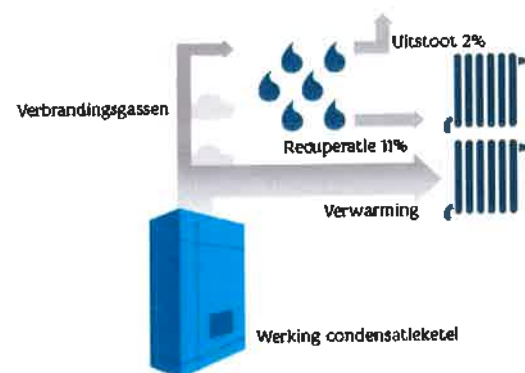 Uitstoot 2%
Verbrandingsgassen
Recuperatie 11%
Verwarming
Werking condensatieketel